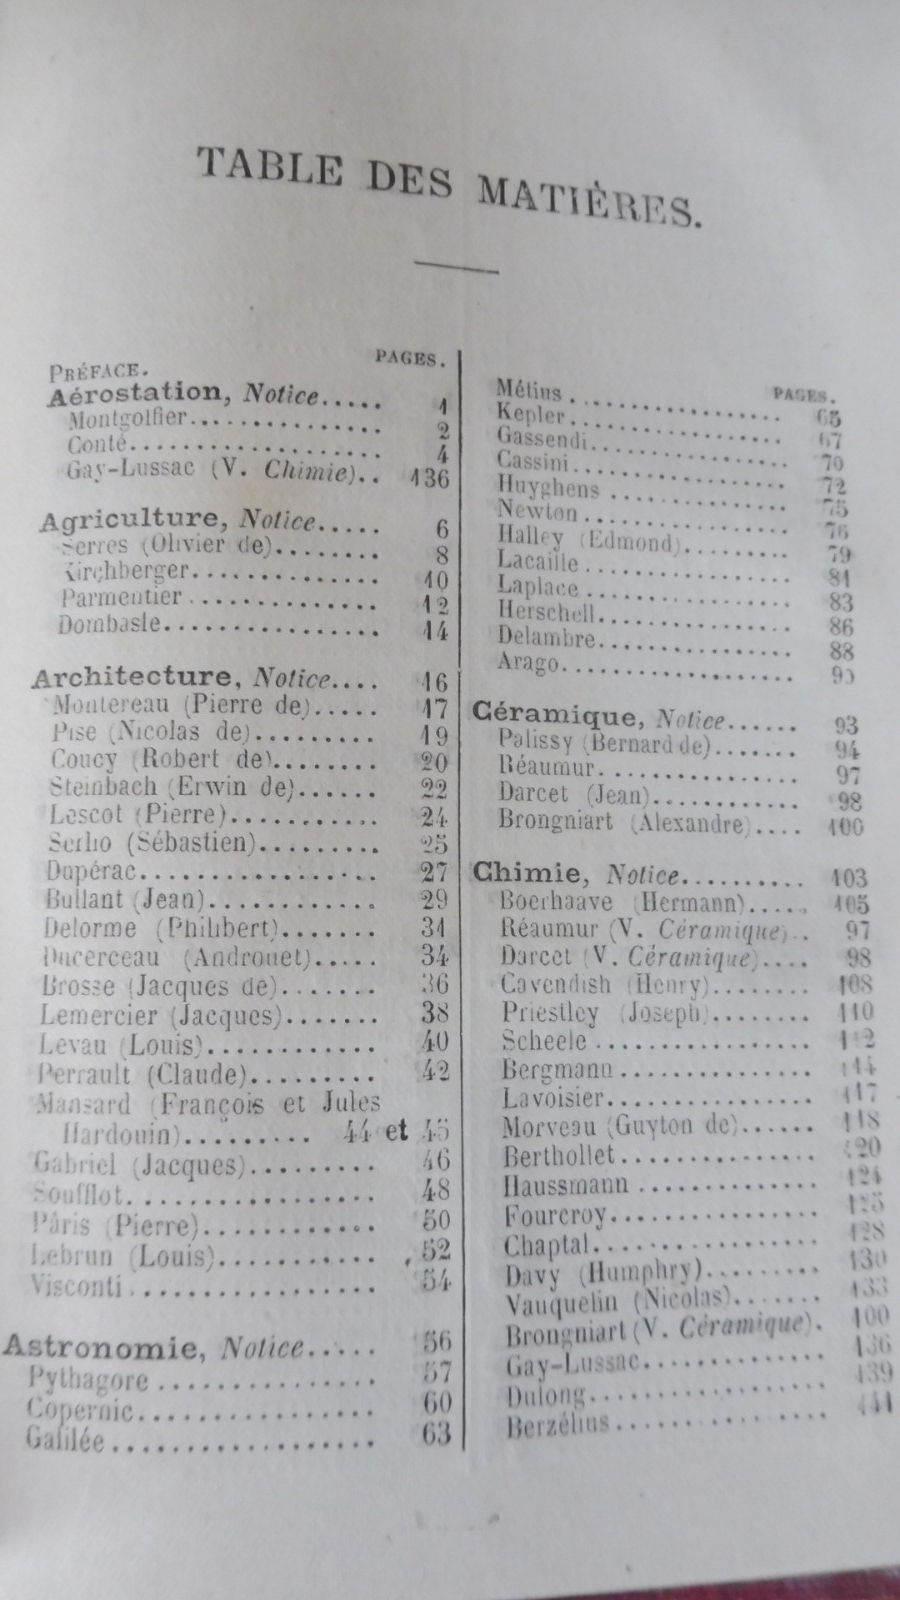 TABLE DES MATIÈRES.
PAGES.
PRÉFACE.
Aérostation, Notice..... 1
Montgolfier............... 2
Conté.................. 4
Gay-Lussac (V. Chimie).. 136
Agriculture, Notice..... 6
Serres (Olivier de)........ 8
Kirchberger.............. 10
Parmentier .............. 12
Dombasle................ 14
Architecture, Notice.... 16
Montereau (Pierre de)..... 17
Pise (Nicolas de)......... 19
Coucy (Robert de)........ 20
Steinbach (Erwin de)...... 22
Lescot (Pierre)........... 24
Serlio (Sébastien)......... 25
Dupérac................. 27
Bullant (Jean)............ 29
Delorme (Philibert)....... 31
Ducerceau (Androuet)..... 34
Brosse (Jacques de)....... 36
Lemercier (Jacques)....... 38
Levau (Louis)............ 40
Perrault (Claude)......... 42
Mansard (François et Jules
Hardouin)......... 44 et 45
Gabriel (Jacques)......... 46
Soufflot.................. 48
Pâris (Pierre)............ 50
Lebrun (Louis)........... 52
Visconti................. 54
Astronomie, Notice..... 56
Pythagore ............... 57
Copernic................ 60
Galilée.................. 63
PAGES.
Métius ................. 65
Kepler................. 67
Gassendi............... 70
Cassini................ 72
Huyghens .............. 75
Newton ................ 76
Halley (Edmond)......... 79
Lacaille ................ 81
Laplace ................ 83
Herschell............... 86
Delambre............... 88
Arago..................
Céramique, Notice...... 93
Palissy (Bernard de)....... 94
Réaumur............... 97
Darcet (Jean)............ 98
Brongniart (Alexandre).... 100
Chimie, Notice.......... 103
Boerhaave (Hermann)..... 105
Réaumur (V. Céramique).. 97
Darcet (V. Céramique).... 98
Cavendish (Henry)........ 108
Priestley (Joseph)........ 110
Scheele ................ 112
Bergmann .............. 114
Lavoisier............... 117
Morveau (Guyton de)...... 118
Berthollet............... 120
Haussmann ............. 124
Fourcroy................ 125
Chaptal................. 128
Davy (Humphry)......... 130
Vauquelin (Nicolas)....... 133
Brongniart (V. Céramique). 100
Gay-Lussac.............. 136
Dulong................. 139
Berzélius............... 141